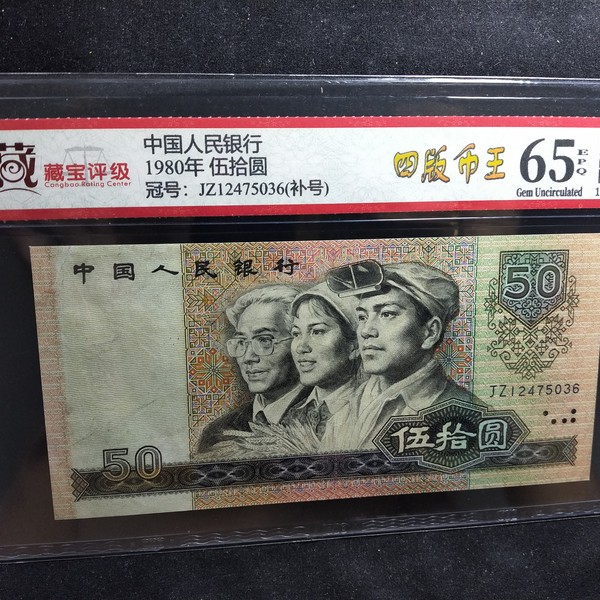 藏
藏宝评级
Cangbao Rating Center
中国人民银行
1980年 伍拾圆
冠号：JZ12475036(补号)
四版币王
65
EPQ
Gem Uncirculated
中国人民银行
50
JZ12475036
伍拾圆
50